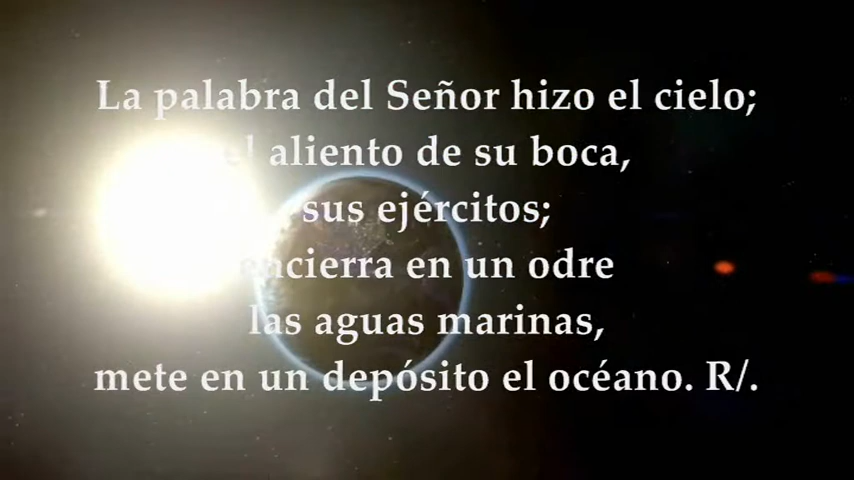 La palabra del Señor hizo el cielo;
el aliento de su boca,
sus ejércitos;
encierra en un odre
las aguas marinas,
mete en un depósito el océano. R/.